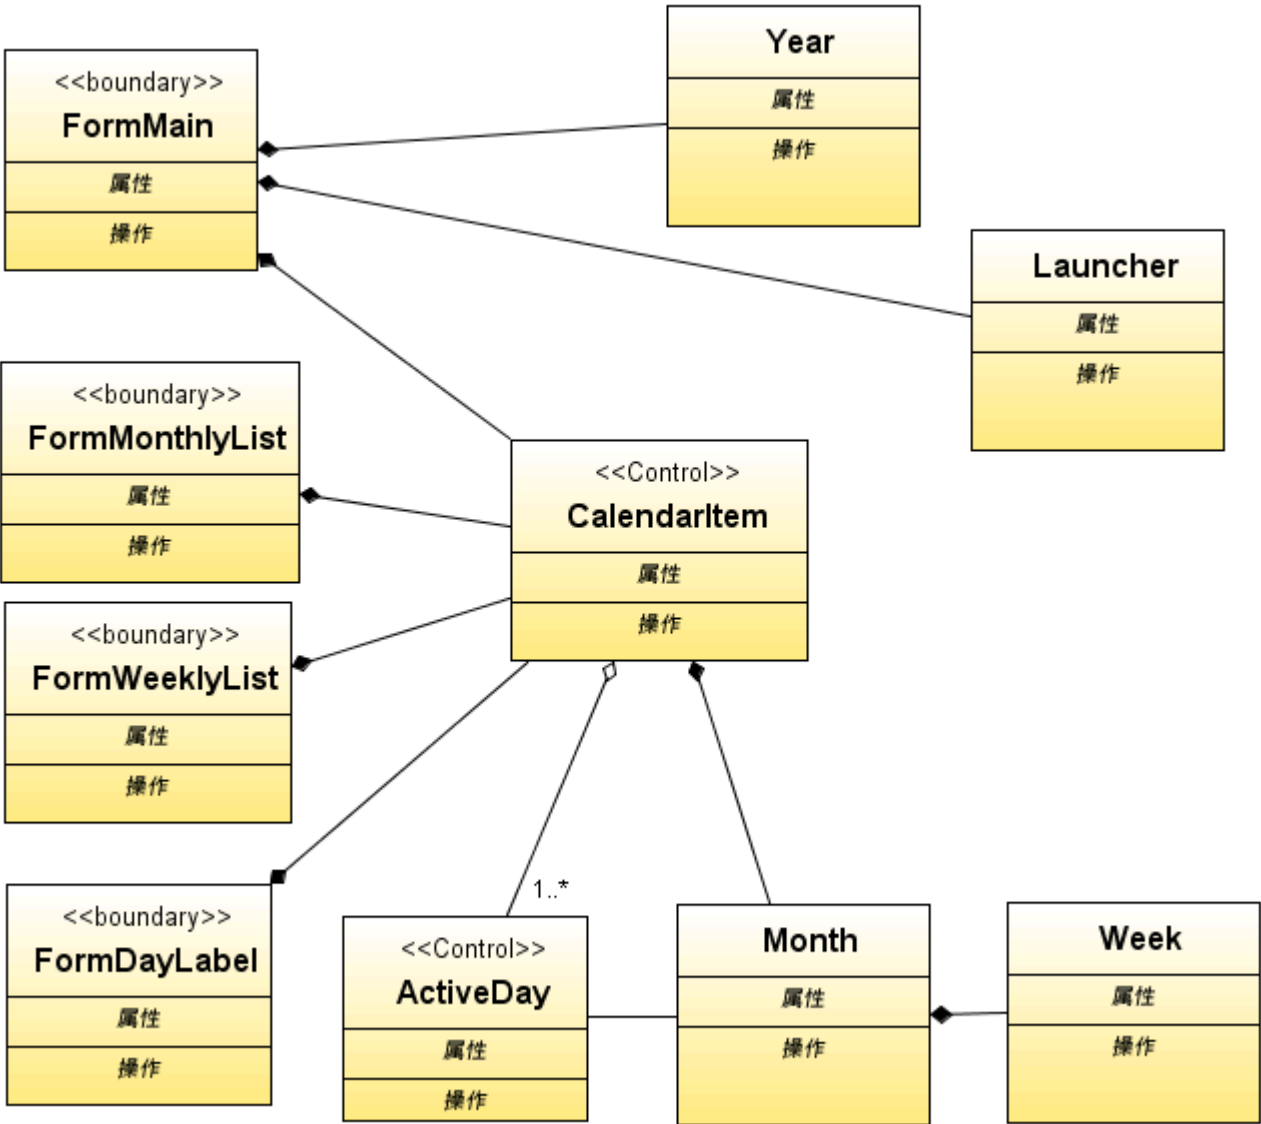 Year
属性
操作
<<boundary>>
FormMain
属性
操作
Launcher
属性
操作
<<boundary>>
FormMonthlyList
属性
操作
<<Control>>
CalendarItem
属性
操作
<<boundary>>
FormWeeklyList
属性
操作
1..*
<<boundary>>
FormDayLabel
属性
操作
<<Control>>
ActiveDay
属性
操作
Month
属性
操作
Week
属性
操作